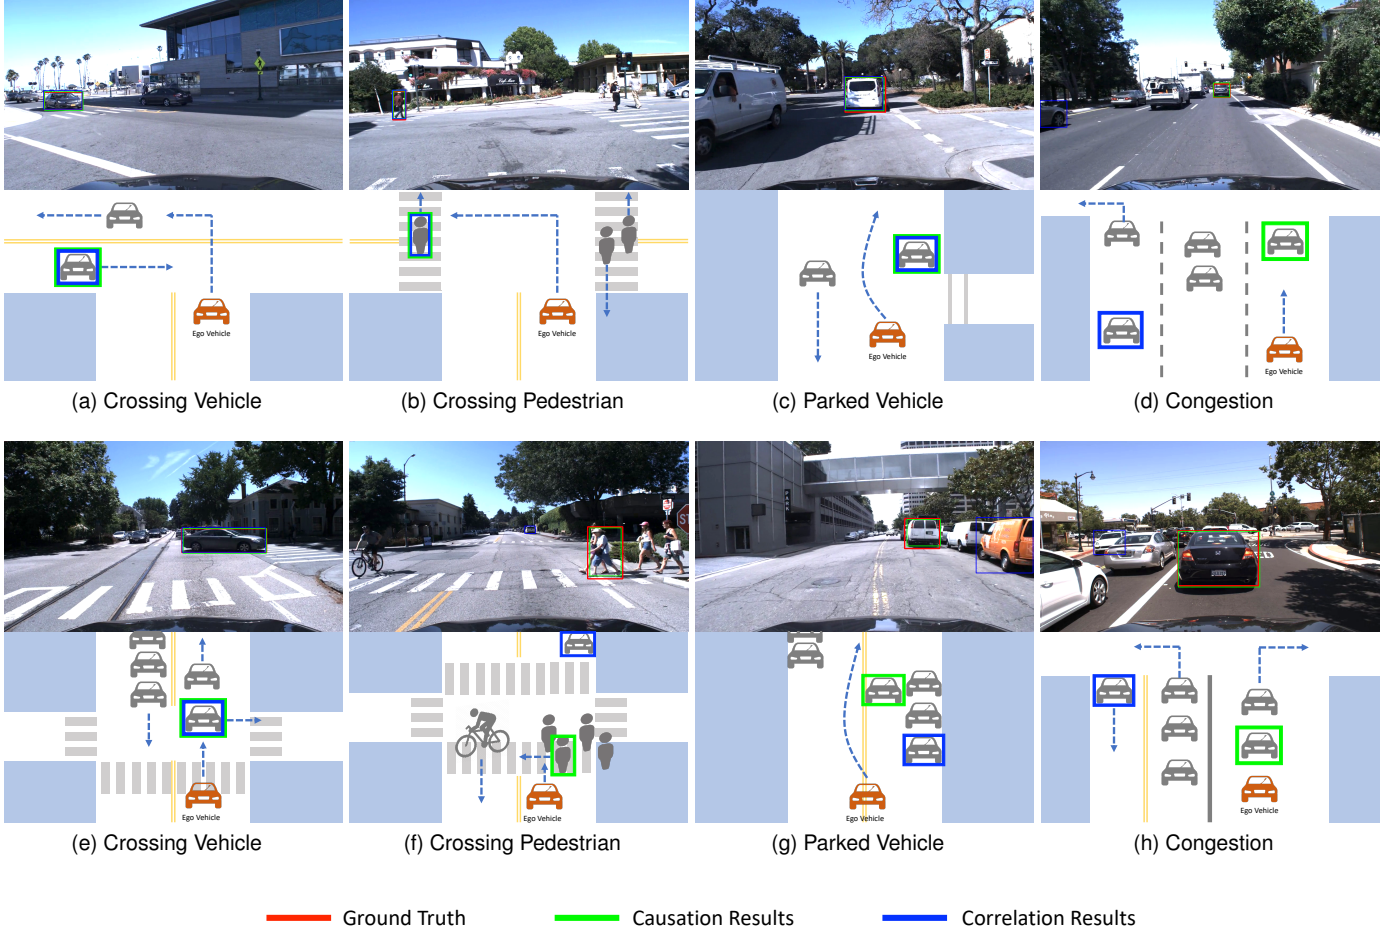 Ego Vehicle
Ego Vehicle
Ego Vehicle
Ego Vehicle
(a) Crossing Vehicle
(b) Crossing Pedestrian
(c) Parked Vehicle
(d) Congestion
Ego Vehicle
Ego Vehicle
Ego Vehicle
Ego Vehicle
(e) Crossing Vehicle
(f) Crossing Pedestrian
(g) Parked Vehicle
(h) Congestion
Ground Truth
Causation Results
Correlation Results